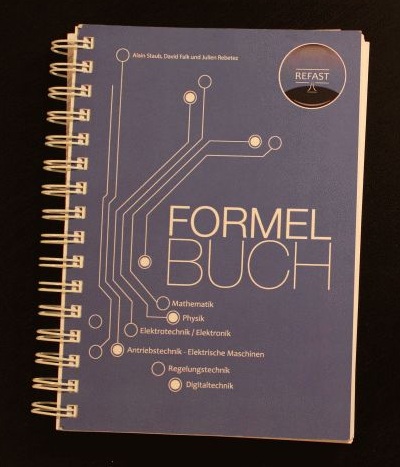 Alain Staub, David Falk und Julien Rebetez
REFAST
FORMEL
BUCH
Mathematik
Physik
Elektrotechnik / Elektronik
Antriebstechnik - Elektrische Maschinen
Regelungstechnik
Digitaltechnik